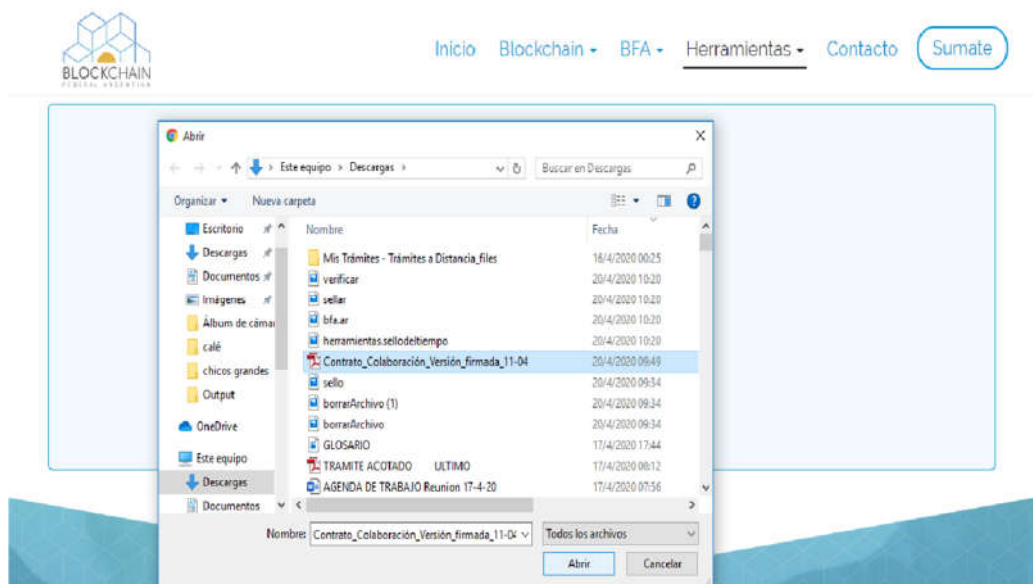 BLOCKCHAIN
FEDERAL ARGENTINA
Inicio Blockchain BFA Herramientas Contacto Sumate
Abrir
Este equipo > Descargas >
Buscar en Descargas
Organizar Nueva carpeta
Nombre Fecha
Escritorio
Descargas
Documentos
Imágenes
Álbum de cámar
calé
chicos grandes
Output
OneDrive
Este equipo
Descargas
Documentos
Mis Trámites - Trámites a Distancia_files 16/4/2020 00:25
verificar 20/4/2020 10:20
sellar 20/4/2020 10:20
bfa.ar 20/4/2020 10:20
herramientas.sellodeltiempo 20/4/2020 10:20
Contrato_Colaboración_Versión_firmada_11-04 20/4/2020 09:49
sello 20/4/2020 09:34
borrarArchivo (1) 20/4/2020 09:34
borrarArchivo 20/4/2020 09:34
GLOSARIO 17/4/2020 17:44
TRAMITE ACOTADO ULTIMO 17/4/2020 08:12
AGENDA DE TRABAJO Reunion 17-4-20 17/4/2020 07:56
Nombre: Contrato_Colaboración_Versión_firmada_11-04 Todos los archivos
Abrir Cancelar